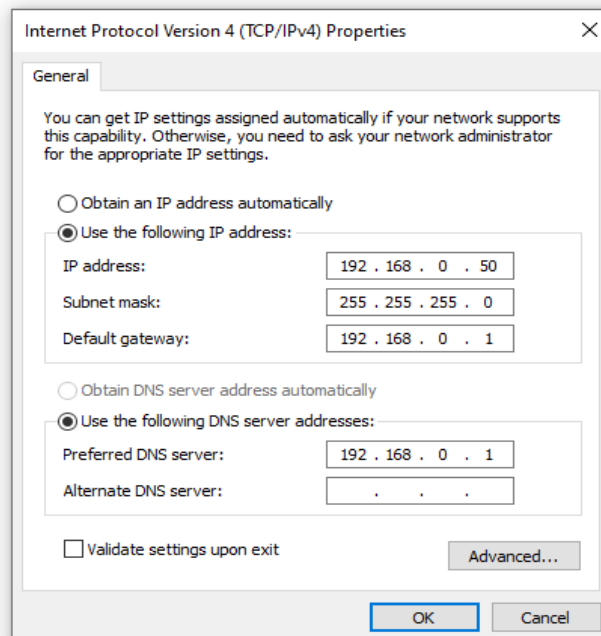 Internet Protocol Version 4 (TCP/IPv4) Properties
General
You can get IP settings assigned automatically if your network supports
this capability. Otherwise, you need to ask your network administrator
for the appropriate IP settings.
Obtain an IP address automatically
Use the following IP address:
IP address: 192 . 168 . 0 . 50
Subnet mask: 255 . 255 . 255 . 0
Default gateway: 192 . 168 . 0 . 1
Obtain DNS server address automatically
Use the following DNS server addresses:
Preferred DNS server: 192 . 168 . 0 . 1
Alternate DNS server: . . .
Validate settings upon exit
Advanced...
OK Cancel